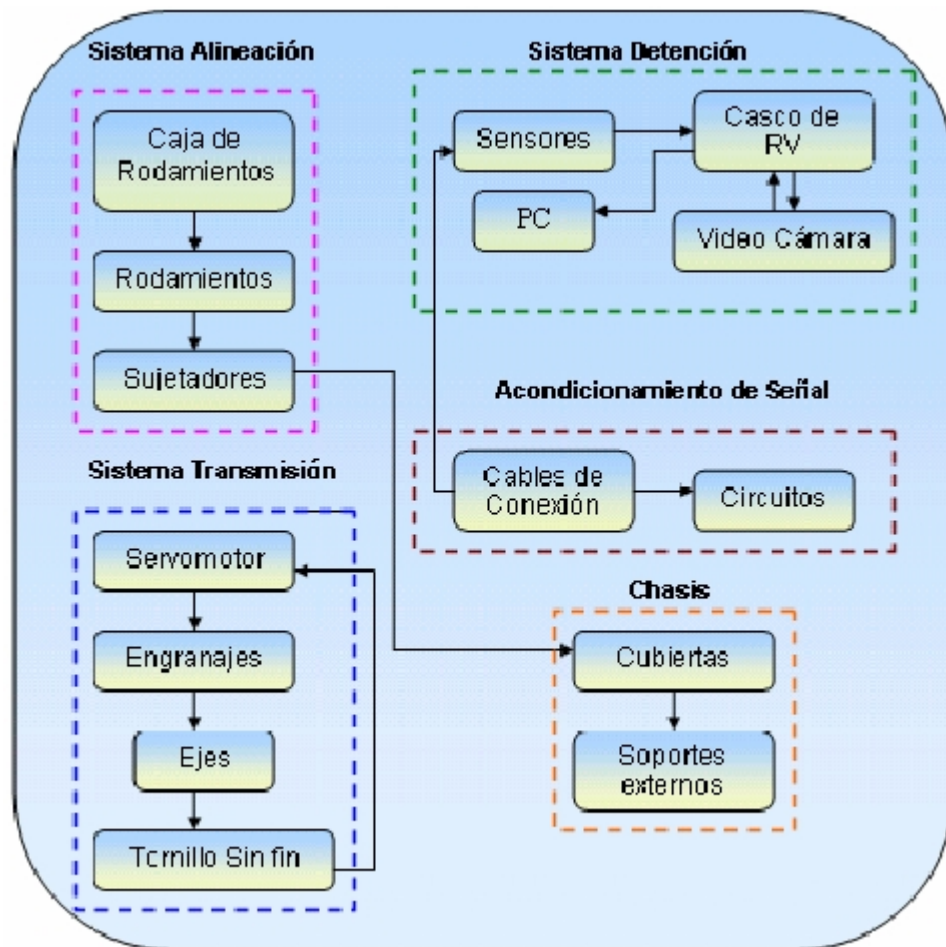 Sistema Alineación
Caja de
Rodamientos
Rodamientos
Sujetadores
Sistema Detención
Sensores
Casco de
RV
PC
Video Cámara
Acondicionamiento de Señal
Cables de
Conexión
Circuitos
Sistema Transmisión
Servomotor
Engranajes
Ejes
Tornillo Sin fin
Chasis
Cubiertas
Soportes
externos